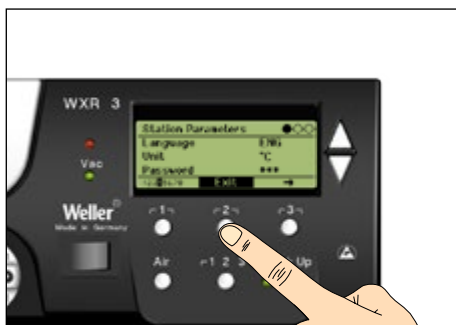 WXR 3
Station Parameters
Language ENG
Unit °C
Password ***
Exit →
Vac
Weller®
Made in Germany
1 2 3
Air 1 2 3 Up